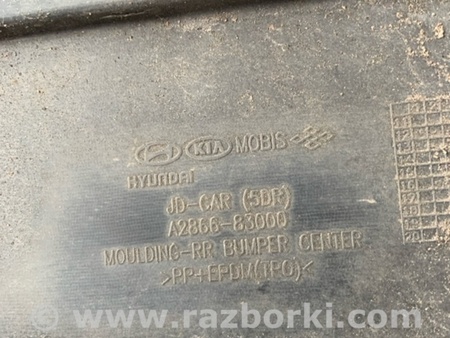 KIA MOBIS
HYUNDAI
JD-CAR (5DR)
A2866-83000
MOULDING-RR BUMPER CENTER
>PP+EPDM(TPO)<
www.razborki.com